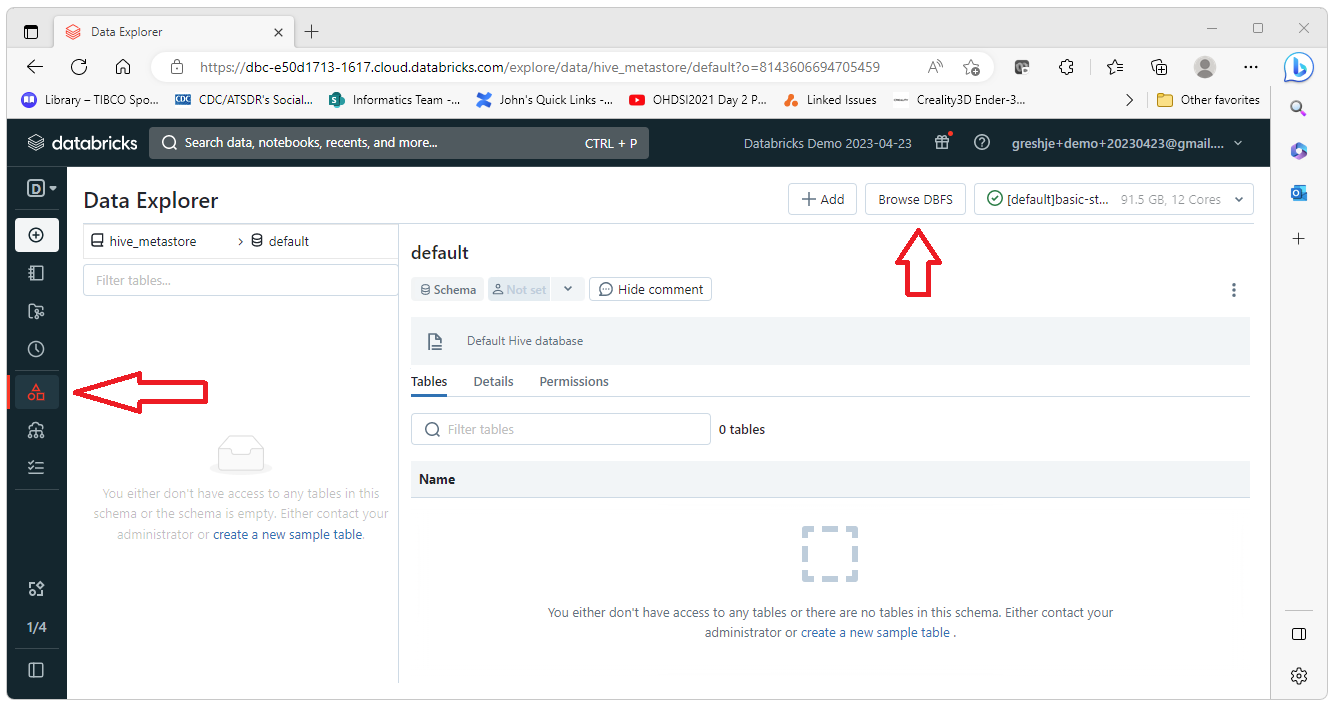 Data Explorer
https://dbc-e50d1713-1617.cloud.databricks.com/explore/data/hive_metastore/default?o=8143606694705459
Library – TIBCO Spo...
CDC CDC/ATSDR's Social...
Informatics Team -...
John's Quick Links -...
OHDSI2021 Day 2 P...
Linked Issues
Creality3D Ender-3...
Other favorites
databricks
Search data, notebooks, recents, and more...
CTRL + P
Databricks Demo 2023-04-23
greshje+demo+20230423@gmail....
D
Data Explorer
+ Add
Browse DBFS
[default]basic-st... 91.5 GB, 12 Cores
hive_metastore > default
Filter tables...
default
Schema
Not set
Hide comment
Default Hive database
Tables
Details
Permissions
Filter tables
0 tables
Name
You either don't have access to any tables in this
schema or the schema is empty. Either contact your
administrator or create a new sample table.
You either don't have access to any tables or there are no tables in this schema. Either contact your
administrator or create a new sample table .
1/4